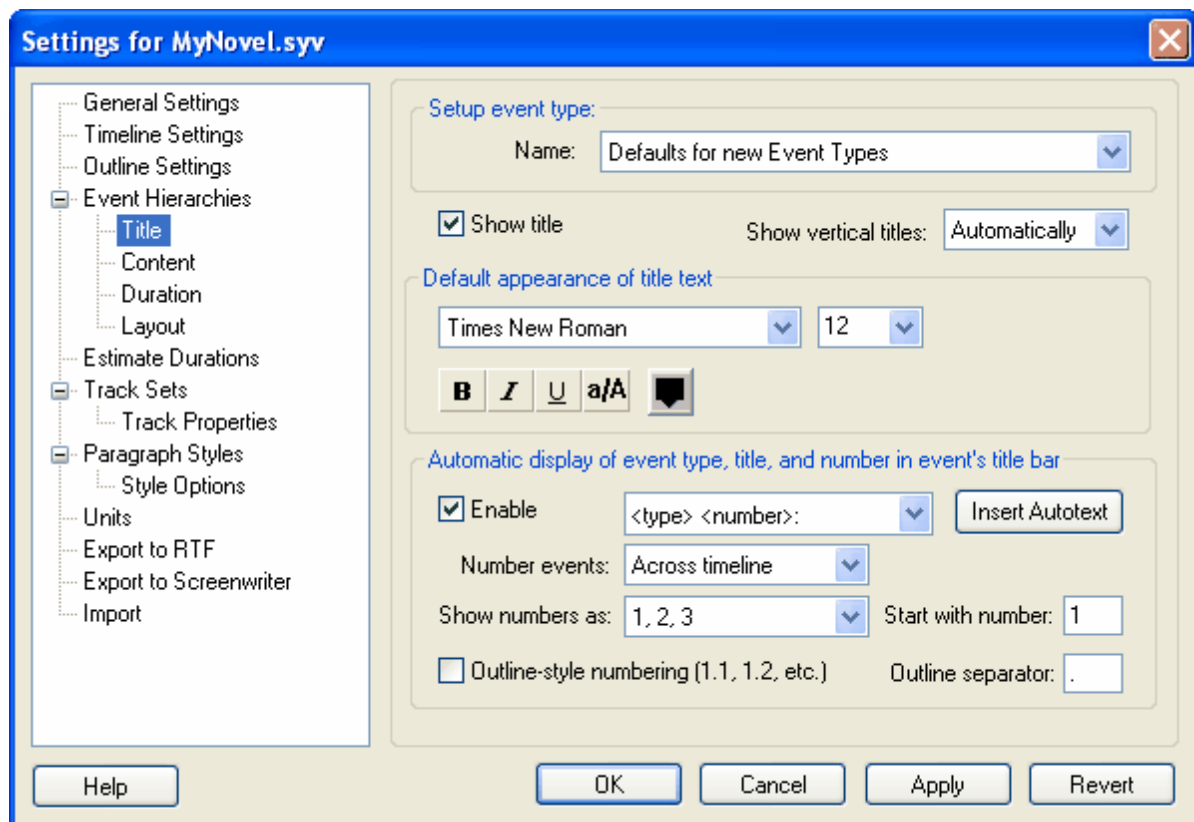 Settings for MyNovel.syv
General Settings
Timeline Settings
Outline Settings
Event Hierarchies
Title
Content
Duration
Layout
Estimate Durations
Track Sets
Track Properties
Paragraph Styles
Style Options
Units
Export to RTF
Export to Screenwriter
Import
Setup event type:
Name: Defaults for new Event Types
Show title Show vertical titles: Automatically
Default appearance of title text
Times New Roman 12
B I U a/A
Automatic display of event type, title, and number in event's title bar
Enable <type> <number>: Insert Autotext
Number events: Across timeline
Show numbers as: 1, 2, 3 Start with number: 1
Outline-style numbering (1.1, 1.2, etc.) Outline separator: .
Help OK Cancel Apply Revert